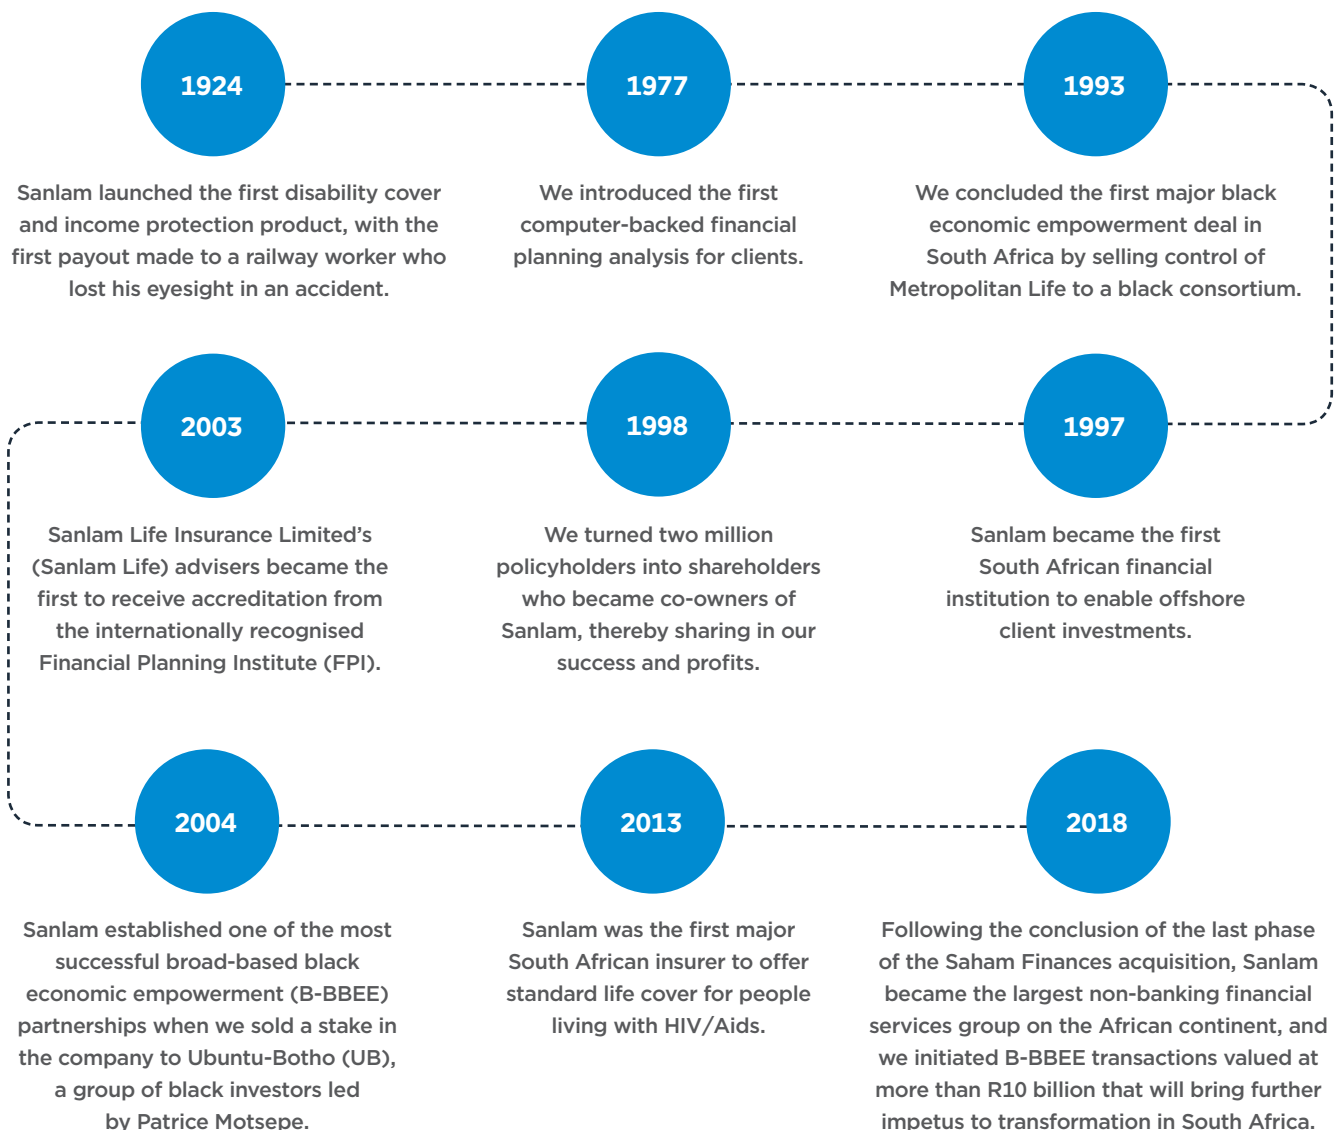 1924
Sanlam launched the first disability cover
and income protection product, with the
first payout made to a railway worker who
lost his eyesight in an accident.
1977
We introduced the first
computer-backed financial
planning analysis for clients.
1993
We concluded the first major black
economic empowerment deal in
South Africa by selling control of
Metropolitan Life to a black consortium.
1997
Sanlam became the first
South African financial
institution to enable offshore
client investments.
1998
We turned two million
policyholders into shareholders
who became co-owners of
Sanlam, thereby sharing in our
success and profits.
2003
Sanlam Life Insurance Limited’s
(Sanlam Life) advisers became the
first to receive accreditation from
the internationally recognised
Financial Planning Institute (FPI).
2004
Sanlam established one of the most
successful broad-based black
economic empowerment (B-BBEE)
partnerships when we sold a stake in
the company to Ubuntu-Botho (UB),
a group of black investors led
by Patrice Motsepe.
2013
Sanlam was the first major
South African insurer to offer
standard life cover for people
living with HIV/Aids.
2018
Following the conclusion of the last phase
of the Saham Finances acquisition, Sanlam
became the largest non-banking financial
services group on the African continent, and
we initiated B-BBEE transactions valued at
more than R10 billion that will bring further
impetus to transformation in South Africa.